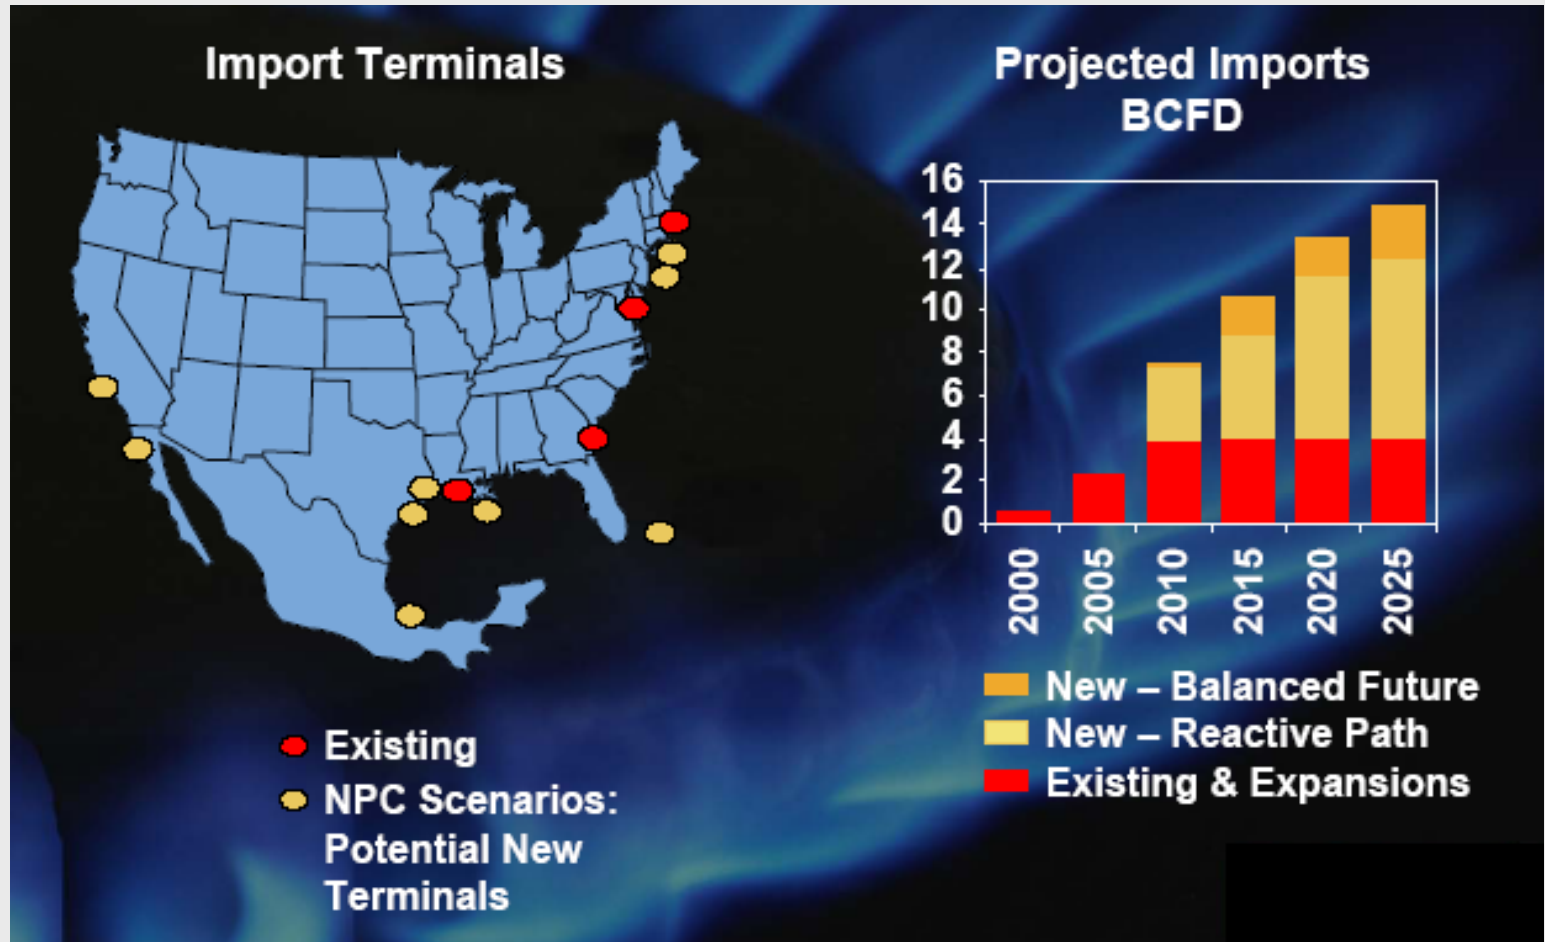 Import Terminals
Existing
NPC Scenarios:
Potential New
Terminals
Projected Imports
BCFD
16
14
12
10
8
6
4
2
0
2000
2005
2010
2015
2020
2025
New – Balanced Future
New – Reactive Path
Existing & Expansions